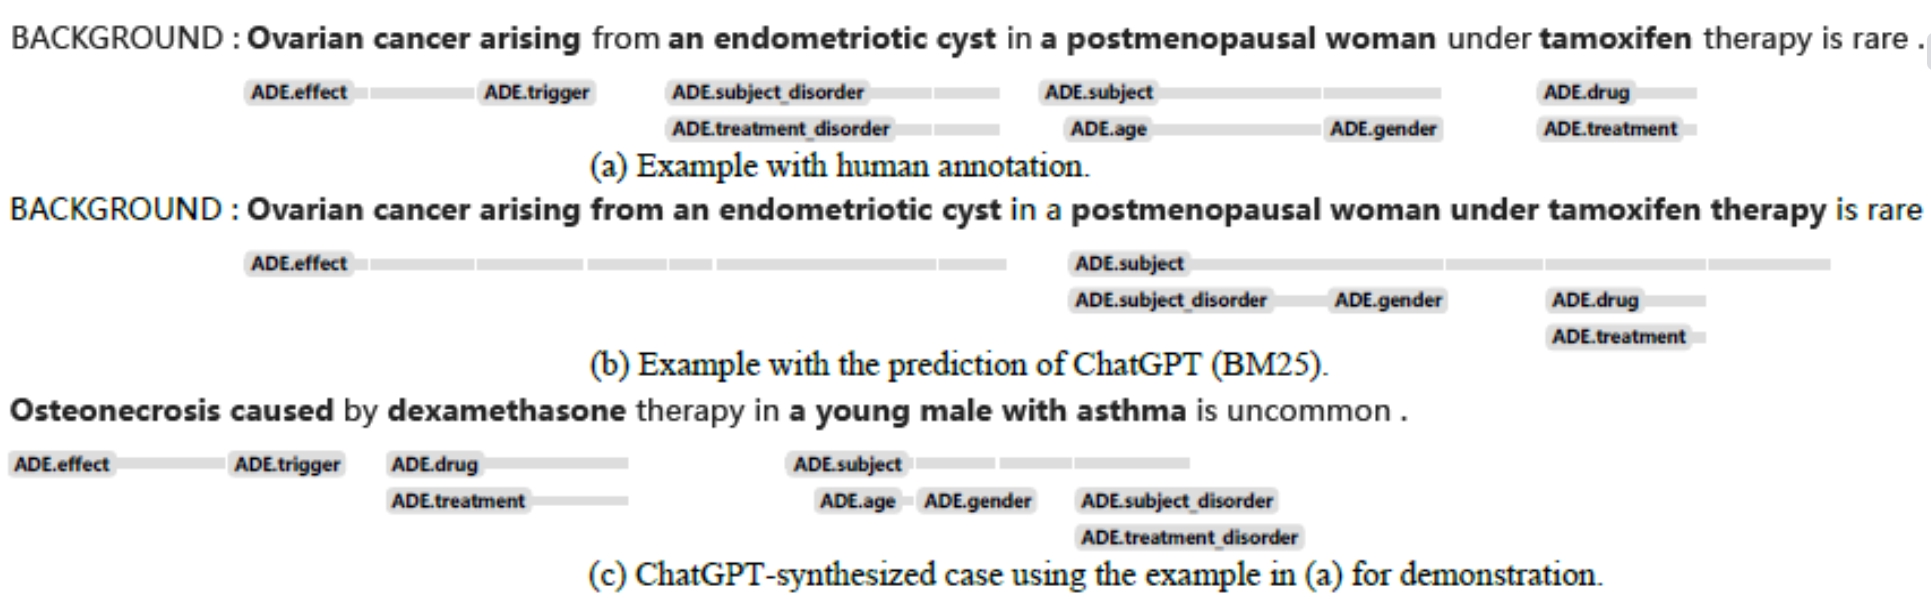 BACKGROUND : Ovarian cancer arising from an endometriotic cyst in a postmenopausal woman under tamoxifen therapy is rare .
ADE.effect ADE.trigger ADE.subject_disorder ADE.subject ADE.drug
ADE.treatment_disorder ADE.age ADE.gender ADE.treatment
(a) Example with human annotation.
BACKGROUND : Ovarian cancer arising from an endometriotic cyst in a postmenopausal woman under tamoxifen therapy is rare
ADE.effect ADE.subject
ADE.subject_disorder ADE.gender ADE.drug
ADE.treatment
(b) Example with the prediction of ChatGPT (BM25).
Osteonecrosis caused by dexamethasone therapy in a young male with asthma is uncommon .
ADE.effect ADE.trigger ADE.drug ADE.subject
ADE.treatment ADE.age ADE.gender ADE.subject_disorder
ADE.treatment_disorder
(c) ChatGPT-synthesized case using the example in (a) for demonstration.